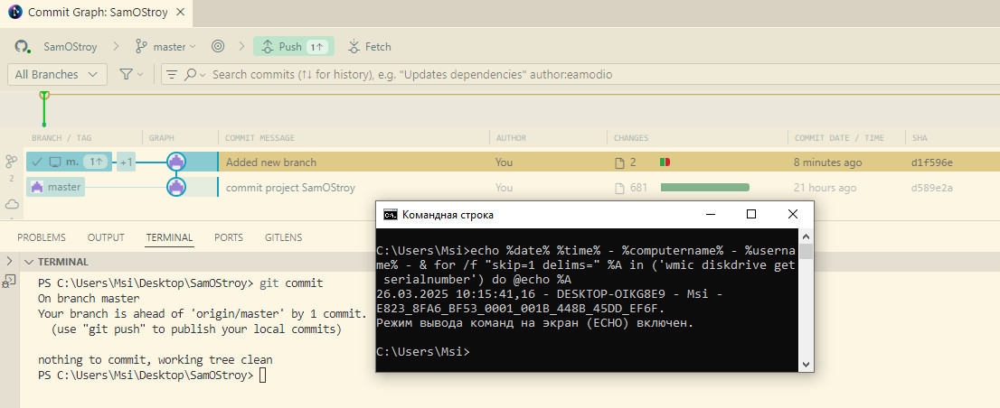 Commit Graph: SamOStroy
SamOStroy > master > Push 1↑ Fetch
All Branches Search commits (↑↓ for history), e.g. "Updates dependencies" author:eamodio
BRANCH / TAG GRAPH COMMIT MESSAGE AUTHOR CHANGES COMMIT DATE / TIME SHA
m. 1↑ +1 Added new branch You 2 8 minutes ago d1f596e
2
master commit project SamOStroy You 681 21 hours ago d589e2a
PROBLEMS OUTPUT TERMINAL PORTS GITLENS
TERMINAL
PS C:\Users\Msi\Desktop\SamOStroy> git commit
On branch master
Your branch is ahead of 'origin/master' by 1 commit.
(use "git push" to publish your local commits)
nothing to commit, working tree clean
PS C:\Users\Msi\Desktop\SamOStroy>
Командная строка
C:\Users\Msi>echo %date% %time% - %computername% - %userna
me% - & for /f "skip=1 delims=" %A in ('wmic diskdrive get
serialnumber') do @echo %A
26.03.2025 10:15:41,16 - DESKTOP-OIKG8E9 - Msi -
E823_8FA6_BF53_0001_001B_448B_45DD_EF6F.
Режим вывода команд на экран (ECHO) включен.
C:\Users\Msi>